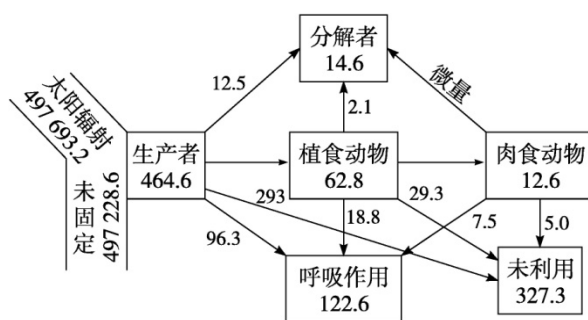 分解者
14.6
12.5
微量
太阳辐射
497 693.2
2.1
生产者
464.6
植食动物
62.8
肉食动物
12.6
未固定
497 228.6
293
29.3
18.8
7.5
5.0
96.3
呼吸作用
122.6
未利用
327.3